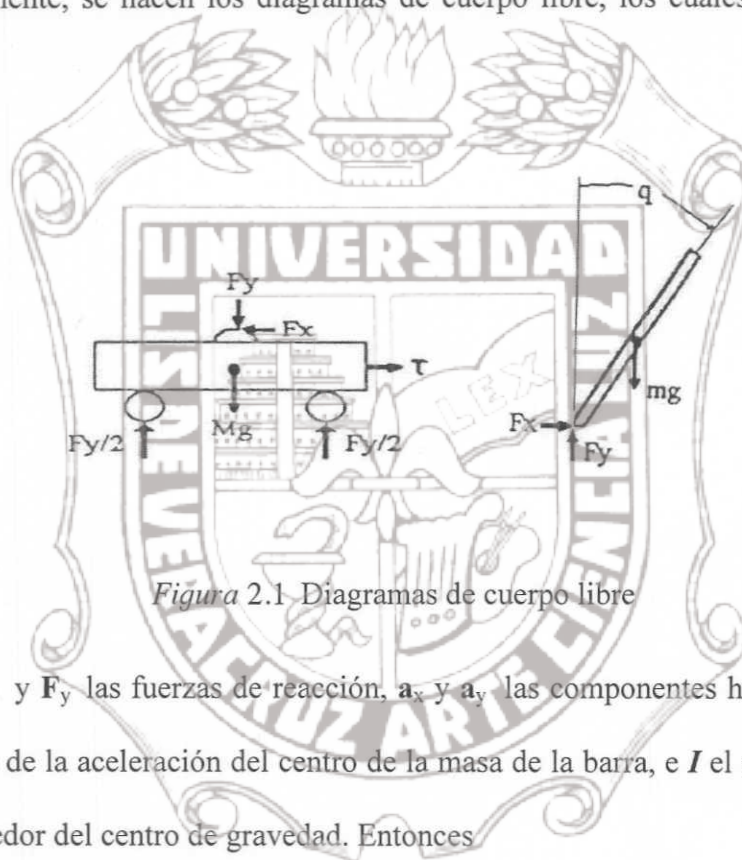 mente, se hacen los diagramas de cuerpo libre, los cuales
UNIVERSIDAD
LIS DE VERACRUZ ARTE CIENCIA LUZ
LEX
q
Fy
Fx
τ
Mg
Fy/2
Fy/2
mg
Fx
Fy
Figura 2.1 Diagramas de cuerpo libre
y Fy las fuerzas de reacción, ax y ay las componentes h
de la aceleración del centro de la masa de la barra, e I el
edor del centro de gravedad. Entonces